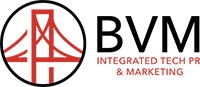 BVM
INTEGRATED TECH PR
& MARKETING